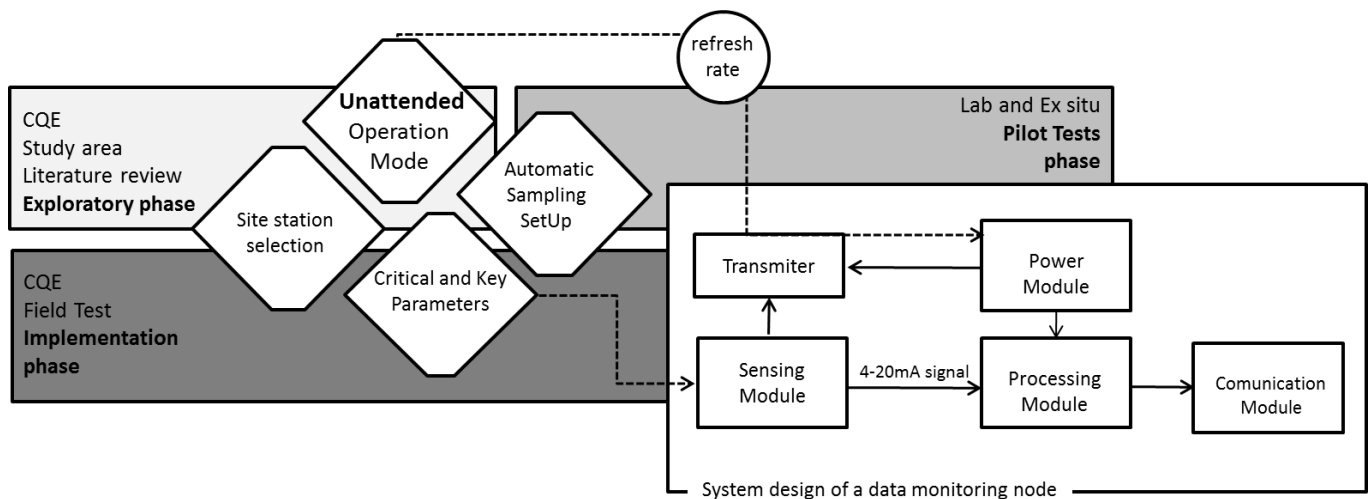 refresh
rate
Unattended
Operation
Mode
CQE
Study area
Literature review
Exploratory phase
Lab and Ex situ
Pilot Tests
phase
Automatic
Sampling
SetUp
Site station
selection
Critical and Key
Parameters
CQE
Field Test
Implementation
phase
Transmiter
Power
Module
Sensing
Module
4-20mA signal
Processing
Module
Comunication
Module
System design of a data monitoring node